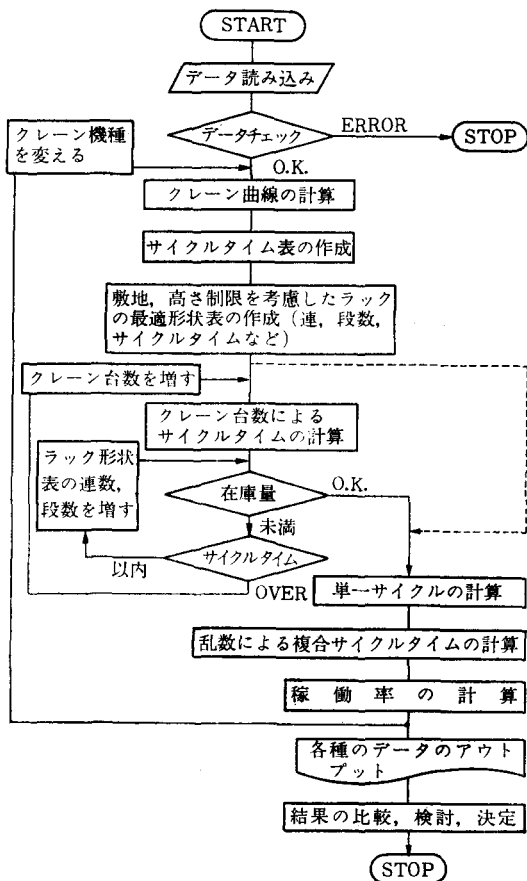 START
データ読み込み
データチェック
ERROR
STOP
クレーン機種
を変える
O.K.
クレーン曲線の計算
サイクルタイム表の作成
敷地，高さ制限を考慮したラック
の最適形状表の作成（連，段数，
サイクルタイムなど）
クレーン台数を増す
クレーン台数による
サイクルタイムの計算
ラック形状
表の連数，
段数を増す
在庫量
O.K.
未満
サイクルタイム
以内
OVER
単一サイクルの計算
乱数による複合サイクルタイムの計算
稼働率の計算
各種のデータのアウト
プット
結果の比較，検討，決定
STOP